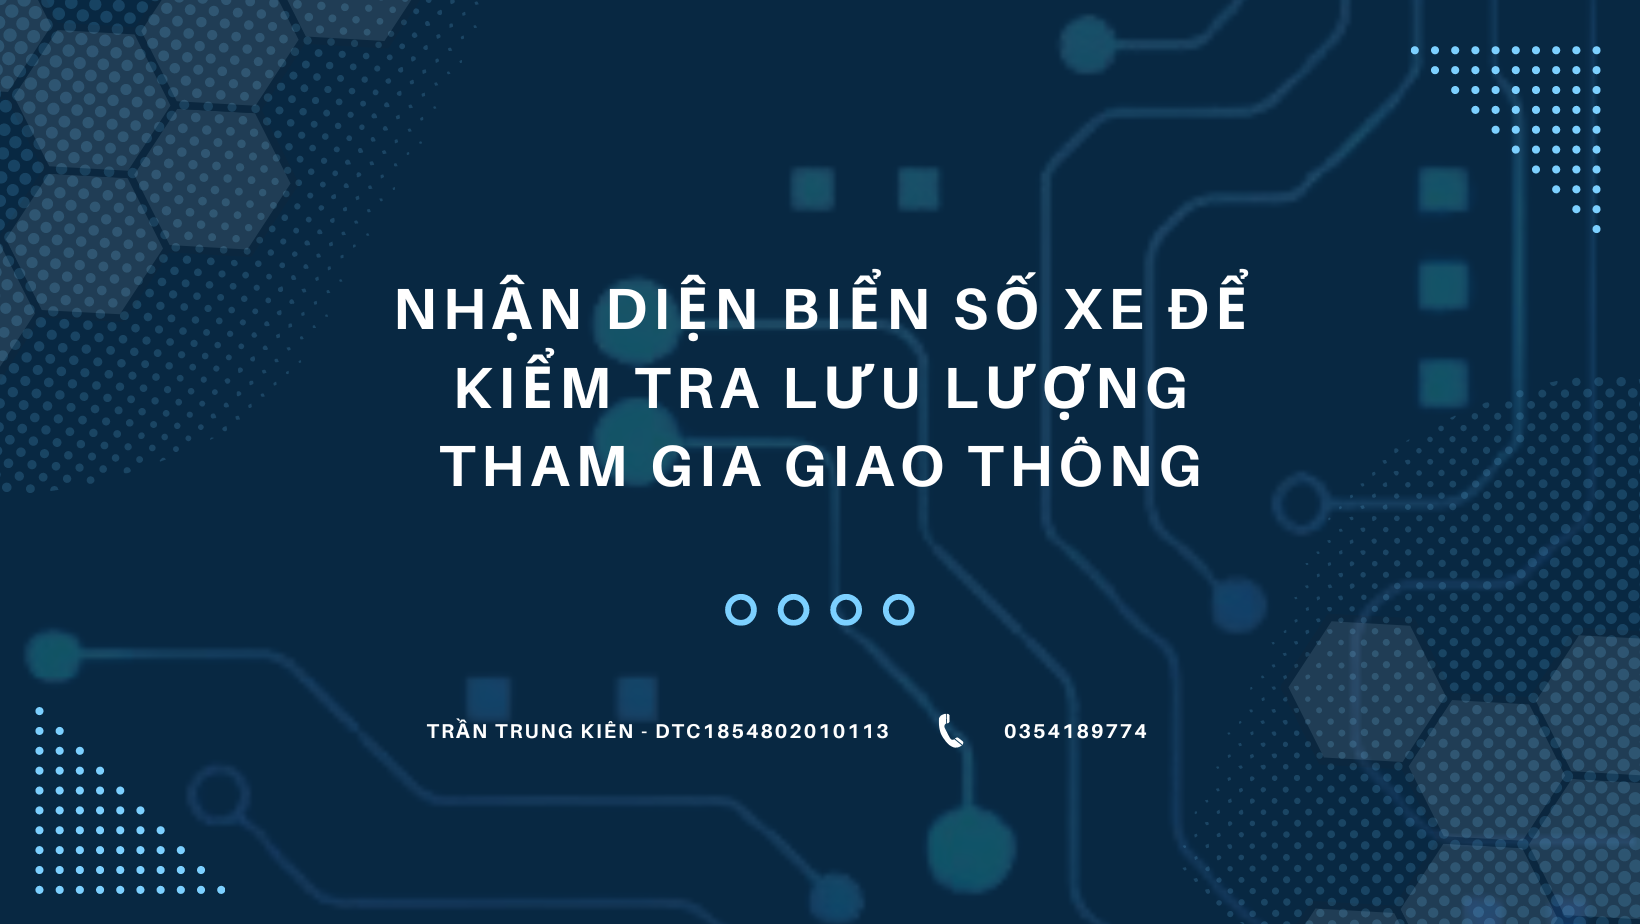 NHẬN DIỆN BIỂN SỐ XE ĐỂ
KIỂM TRA LƯU LƯỢNG
THAM GIA GIAO THÔNG
TRẦN TRUNG KIÊN - DTC1854802010113
0354189774